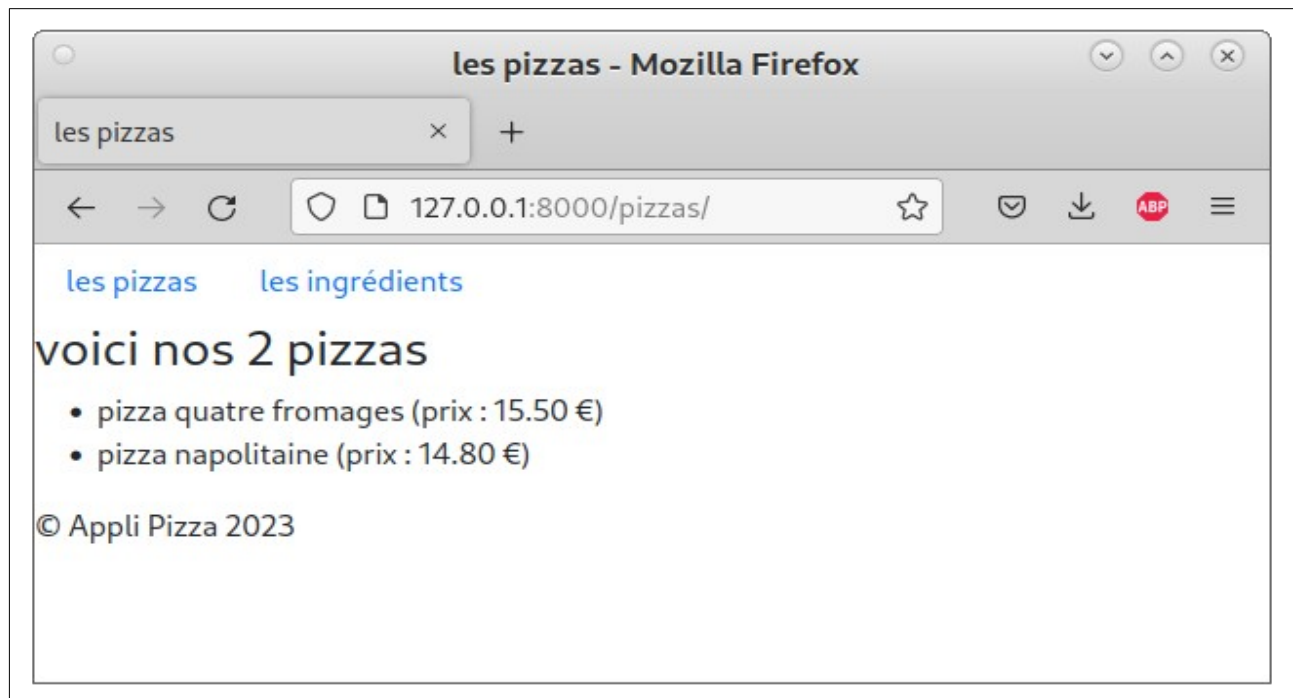 les pizzas - Mozilla Firefox
les pizzas
127.0.0.1:8000/pizzas/
ABP
les pizzas les ingrédients
voici nos 2 pizzas
• pizza quatre fromages (prix : 15.50 €)
• pizza napolitaine (prix : 14.80 €)
© Appli Pizza 2023